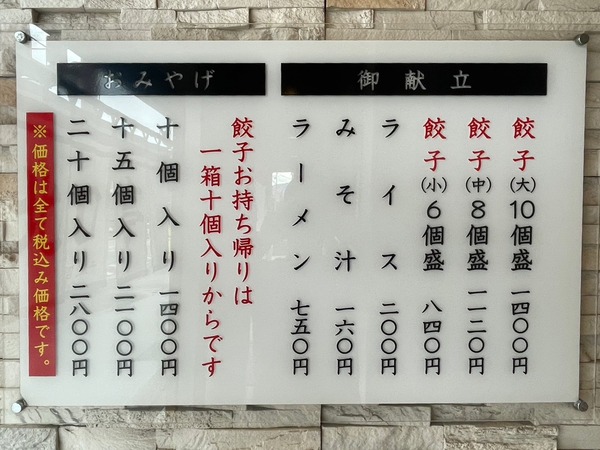 御献立
餃子(大)10個盛 一四〇〇円
餃子(中)8個盛 一一二〇円
餃子(小)6個盛 八四〇円
ライス 二〇〇円
みそ汁 一六〇円
ラーメン 七五〇円
おみやげ
餃子お持ち帰りは
一箱十個入りからです
十個入り 一四〇〇円
十五個入り 二一〇〇円
二十個入り 二八〇〇円
※価格は全て税込み価格です。